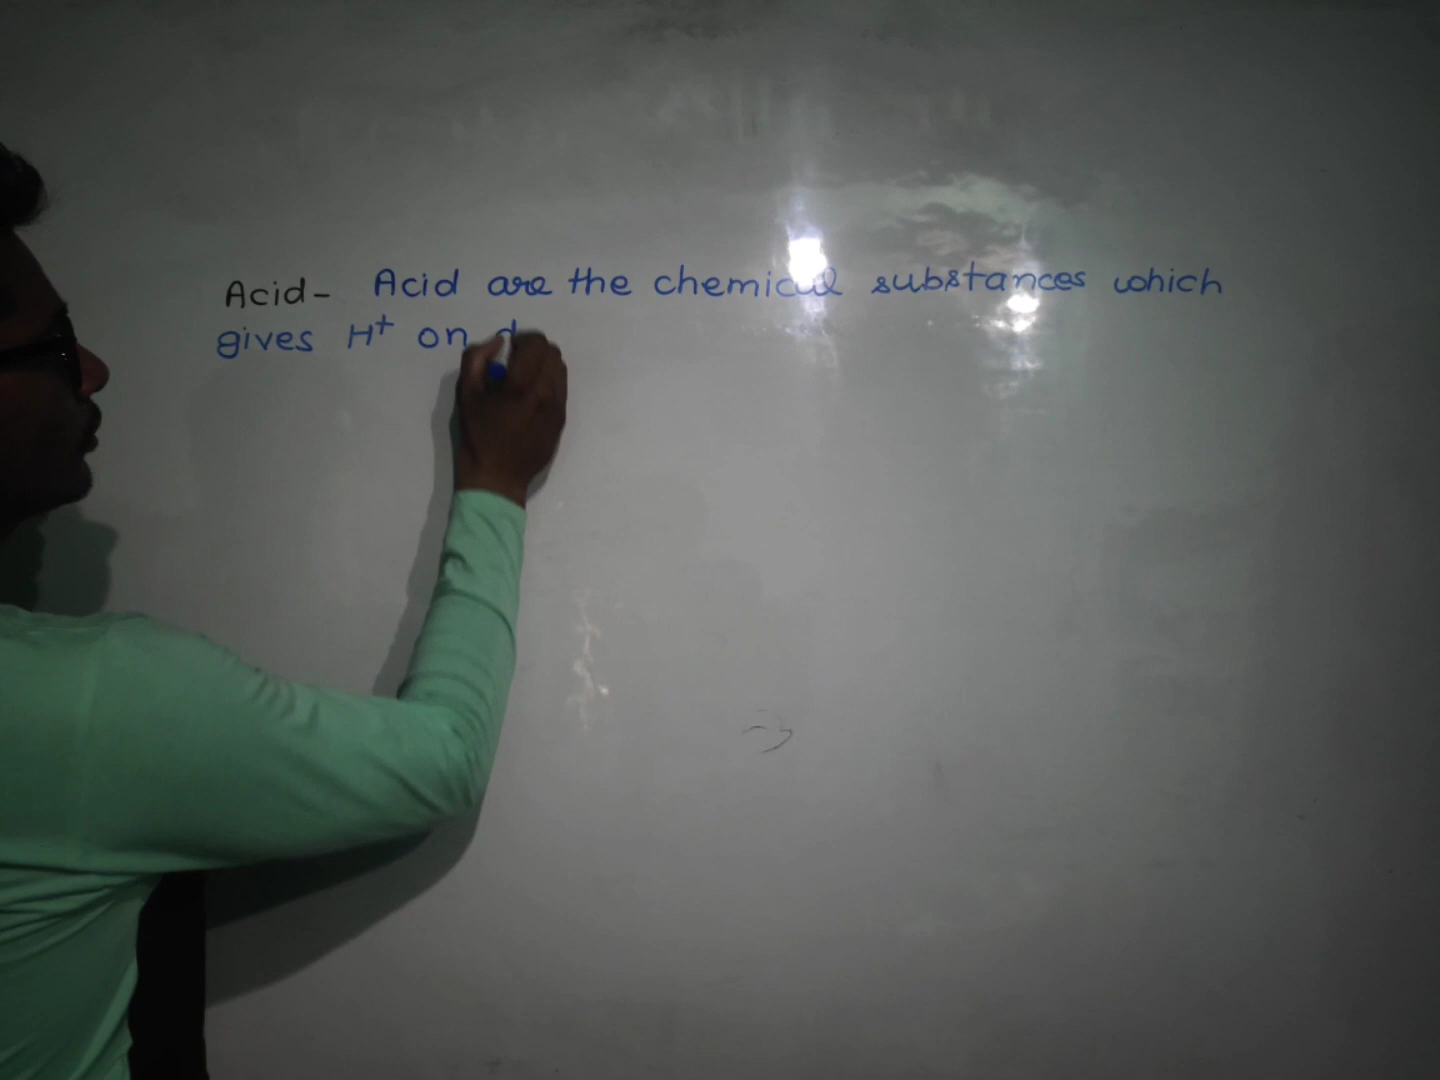 Acid- Acid are the chemical substances which
gives H⁺ on